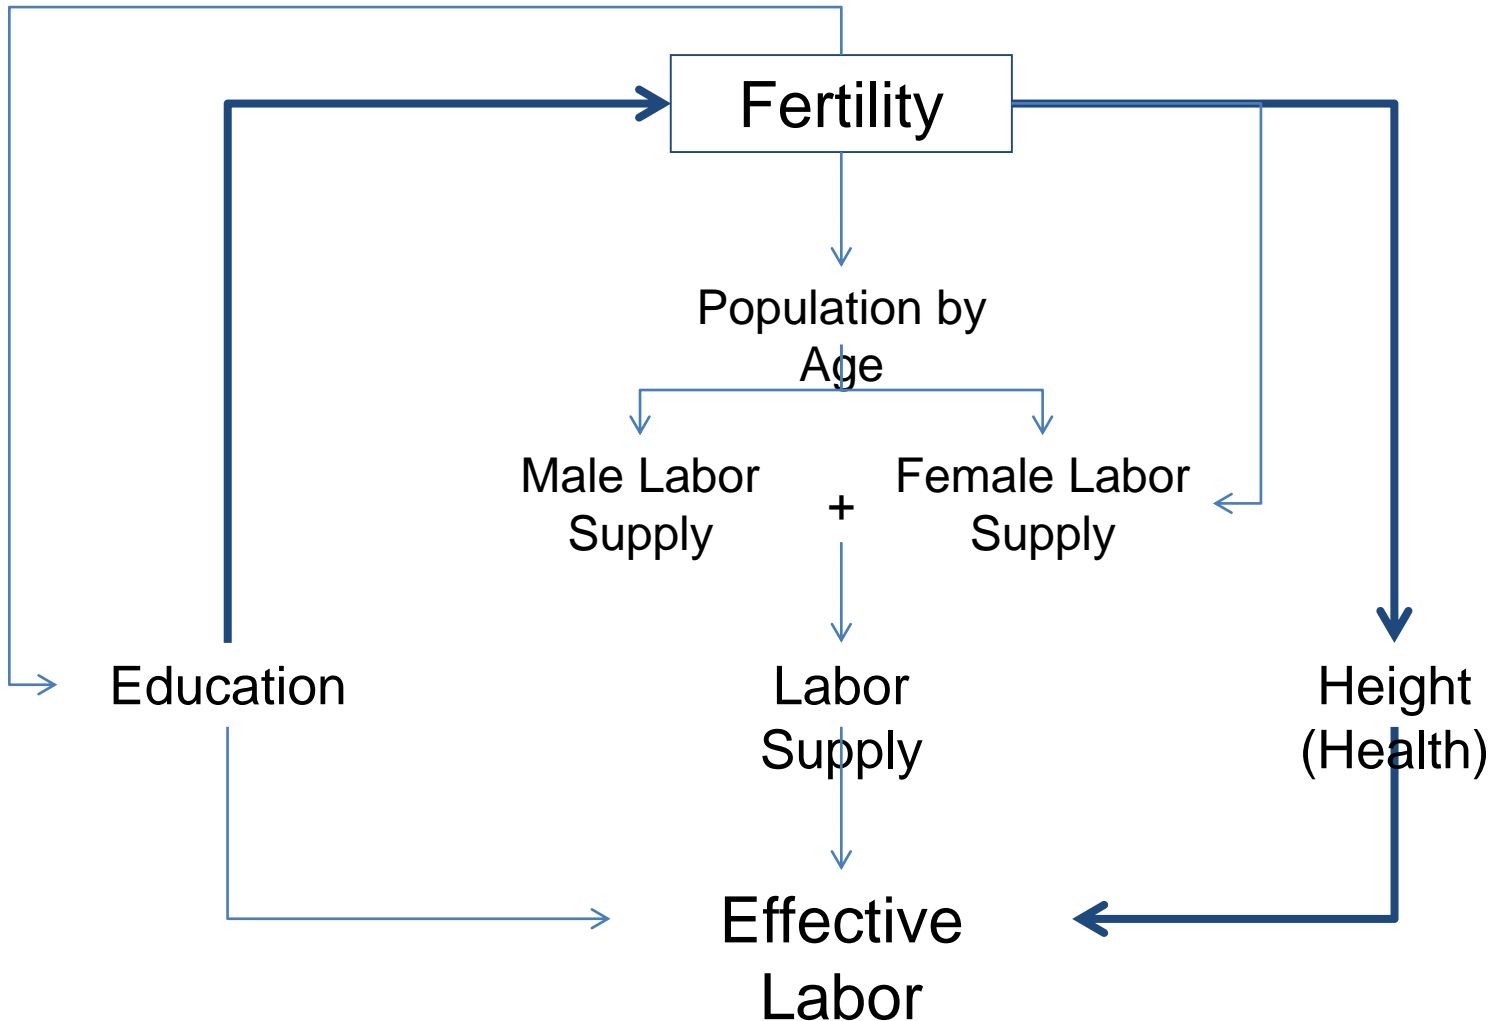 Fertility
Population by
Age
Male Labor
Supply
+
Female Labor
Supply
Education
Labor
Supply
Height
(Health)
Effective
Labor